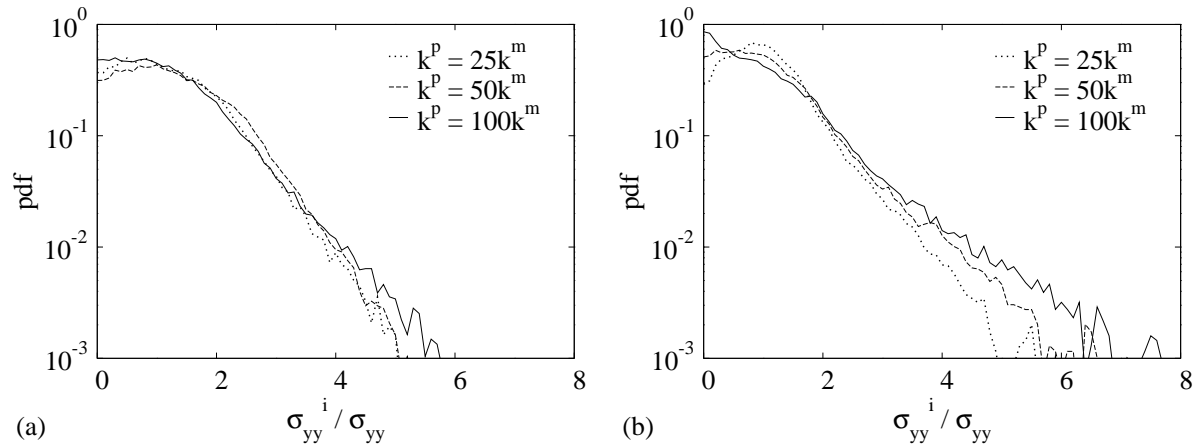 10^0
10^-1
10^-2
10^-3
pdf
k^p = 25k^m
k^p = 50k^m
k^p = 100k^m
0 2 4 6 8
σ_yy^i / σ_yy
(a)
10^0
10^-1
10^-2
10^-3
pdf
k^p = 25k^m
k^p = 50k^m
k^p = 100k^m
0 2 4 6 8
σ_yy^i / σ_yy
(b)